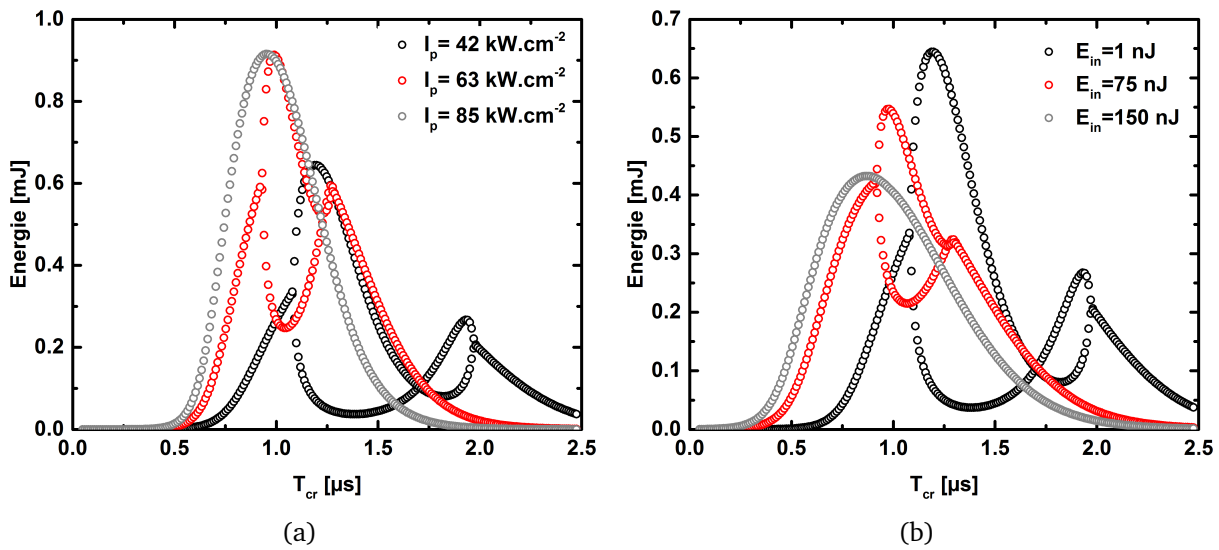 1.0
0.8
0.6
0.4
0.2
0.0
Energie [mJ]
I_p= 42 kW.cm⁻²
I_p= 63 kW.cm⁻²
I_p= 85 kW.cm⁻²
0.0 0.5 1.0 1.5 2.0 2.5
T_cr [µs]
(a)
0.7
0.6
0.5
0.4
0.3
0.2
0.1
0.0
Energie [mJ]
E_in=1 nJ
E_in=75 nJ
E_in=150 nJ
0.0 0.5 1.0 1.5 2.0 2.5
T_cr [µs]
(b)